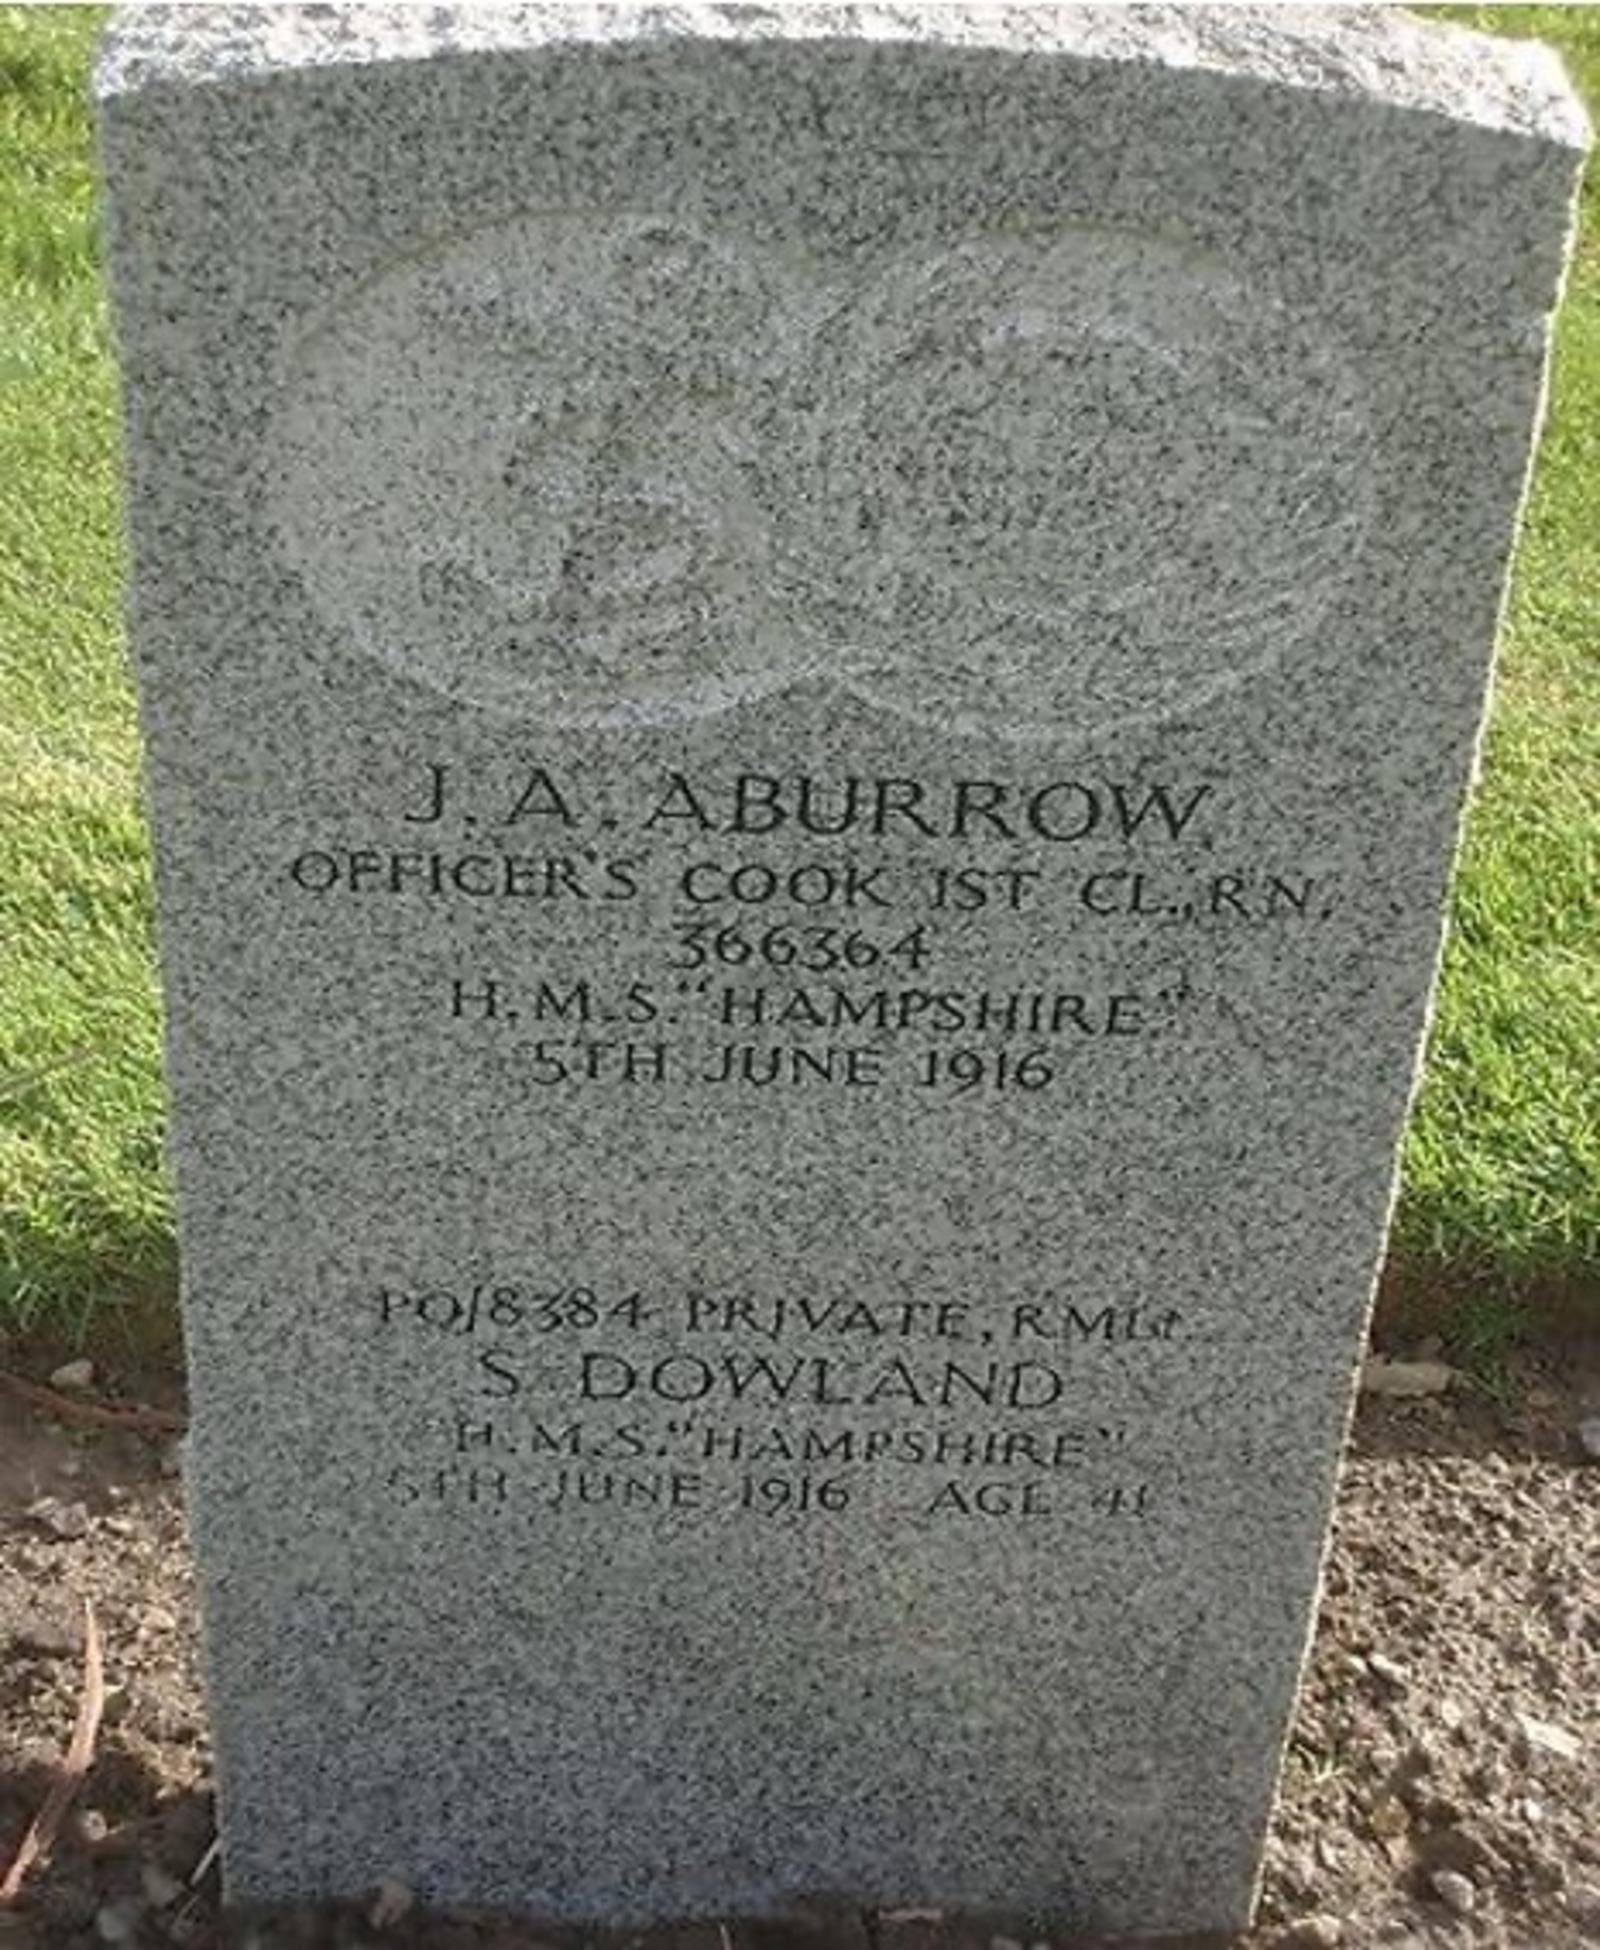 J. A. ABURROW
OFFICER'S COOK 1ST CL., R.N.
366364
H.M.S. "HAMPSHIRE"
5TH JUNE 1916
PO/8384 PRIVATE, R.M.L.I.
S. DOWLAND
H.M.S. "HAMPSHIRE"
5TH JUNE 1916 AGE 41